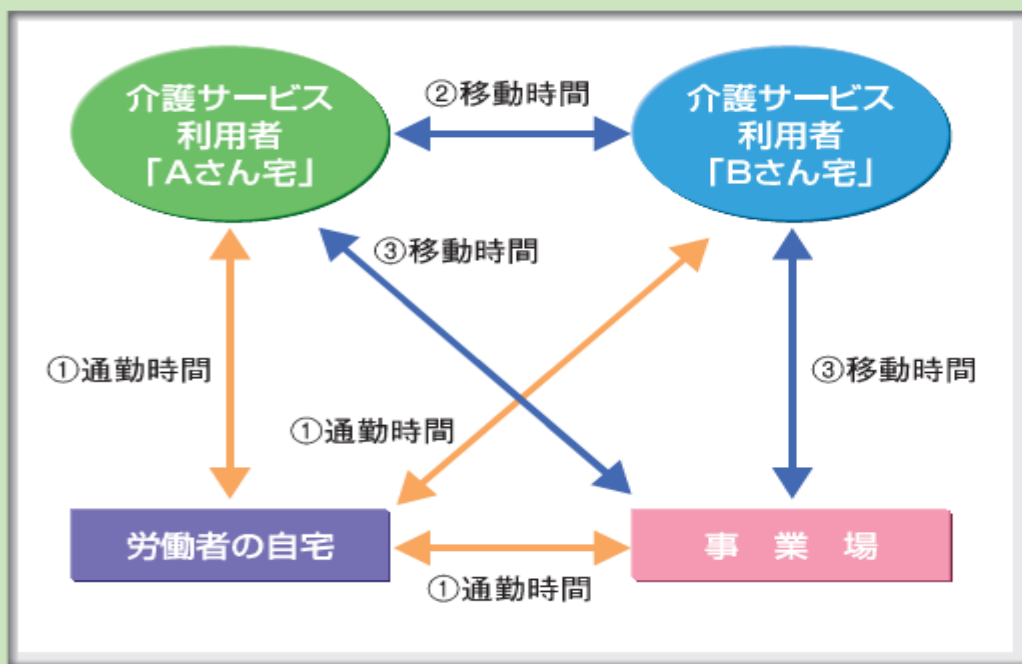 介護サービス
利用者
「Aさん宅」
②移動時間
介護サービス
利用者
「Bさん宅」
③移動時間
①通勤時間
③移動時間
①通勤時間
労働者の自宅
事業場
①通勤時間